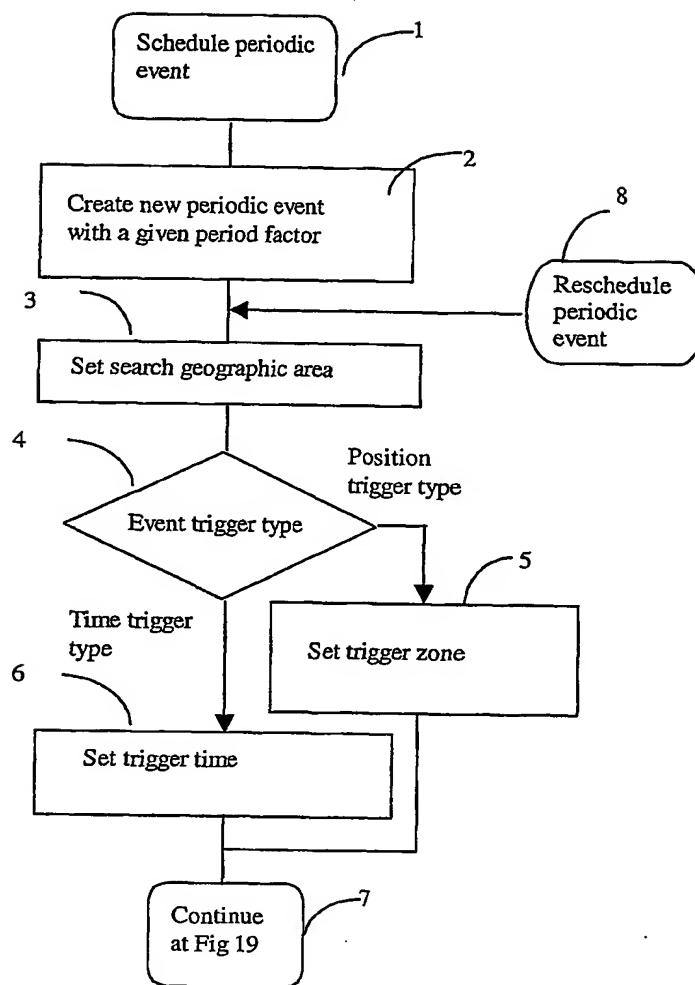 Schedule periodic
event
1
Create new periodic event
with a given period factor
2
8
Reschedule
periodic
event
3
Set search geographic area
4
Event trigger type
Position
trigger type
5
Set trigger zone
Time trigger
type
6
Set trigger time
Continue
at Fig 19
7